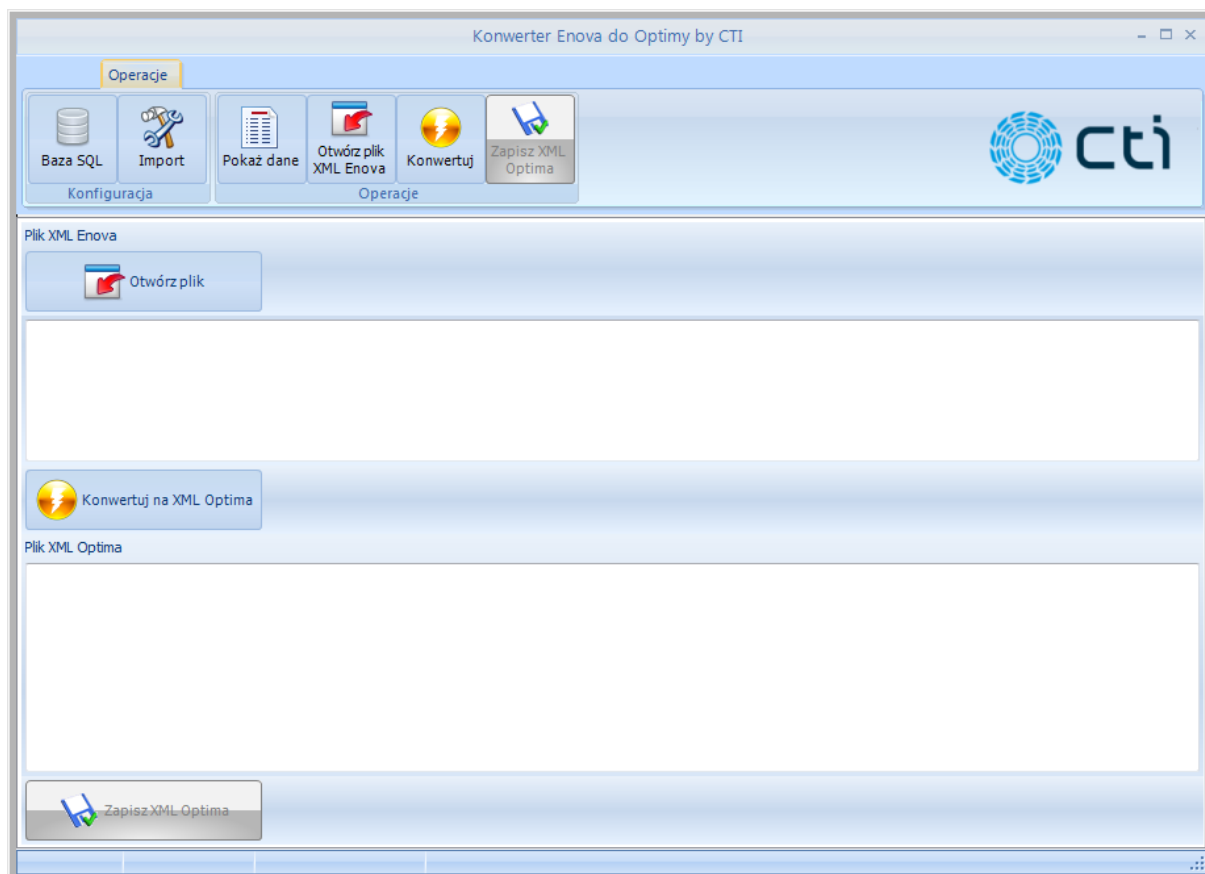 Konwerter Enova do Optimy by CTI
Operacje
Baza SQL
Import
Pokaż dane
Otwórz plik
XML Enova
Konwertuj
Zapisz XML
Optima
Konfiguracja
Operacje
cti
Plik XML Enova
Otwórz plik
Konwertuj na XML Optima
Plik XML Optima
Zapisz XML Optima